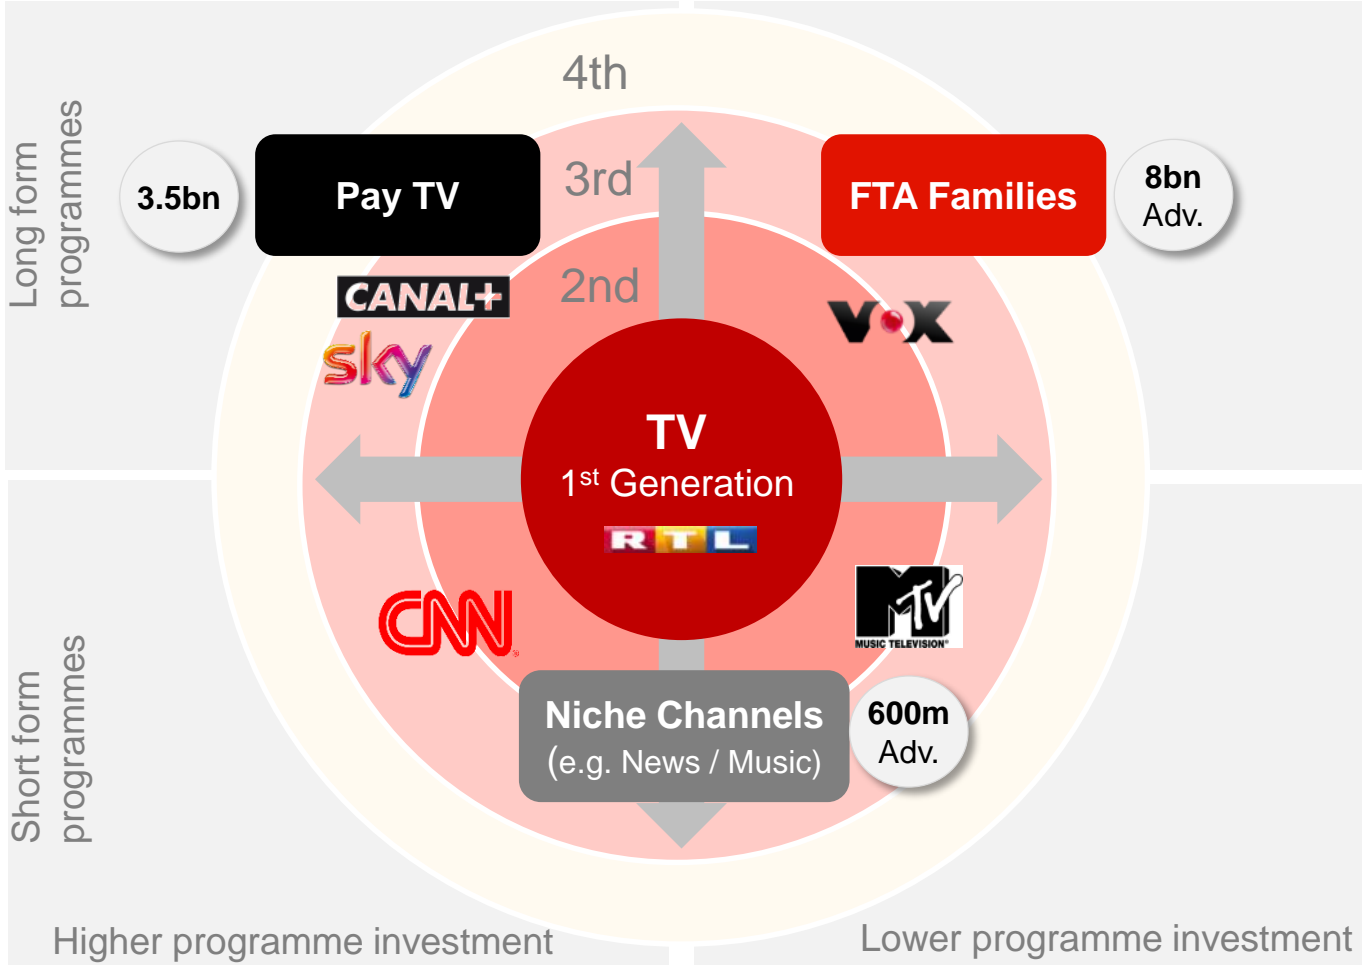 4th
3rd
2nd
Long form
programmes
3.5bn
Pay TV
FTA Families
8bn
Adv.
CANAL+
sky
VOX
TV
1st Generation
RTL
CNN
MTV
MUSIC TELEVISION®
Short form
programmes
Niche Channels
(e.g. News / Music)
600m
Adv.
Higher programme investment
Lower programme investment